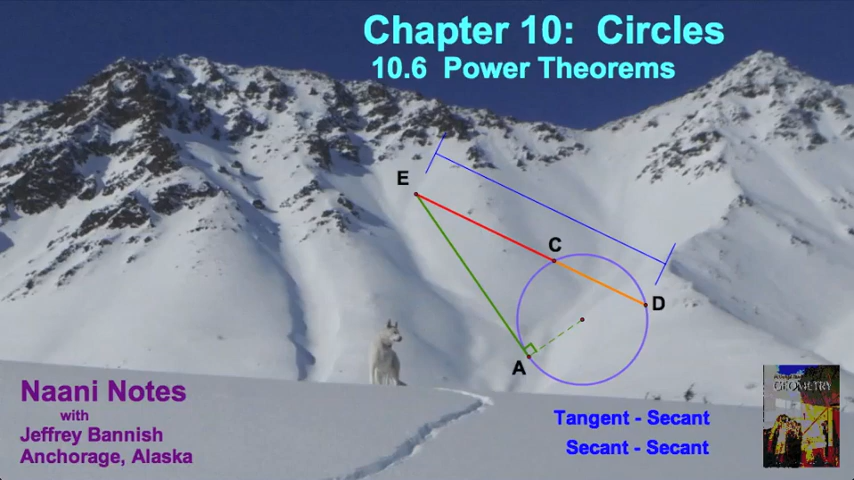 Chapter 10: Circles
10.6 Power Theorems
E
C
D
A
Naani Notes
with
Jeffrey Bannish
Anchorage, Alaska
Tangent - Secant
Secant - Secant
GEOMETRY